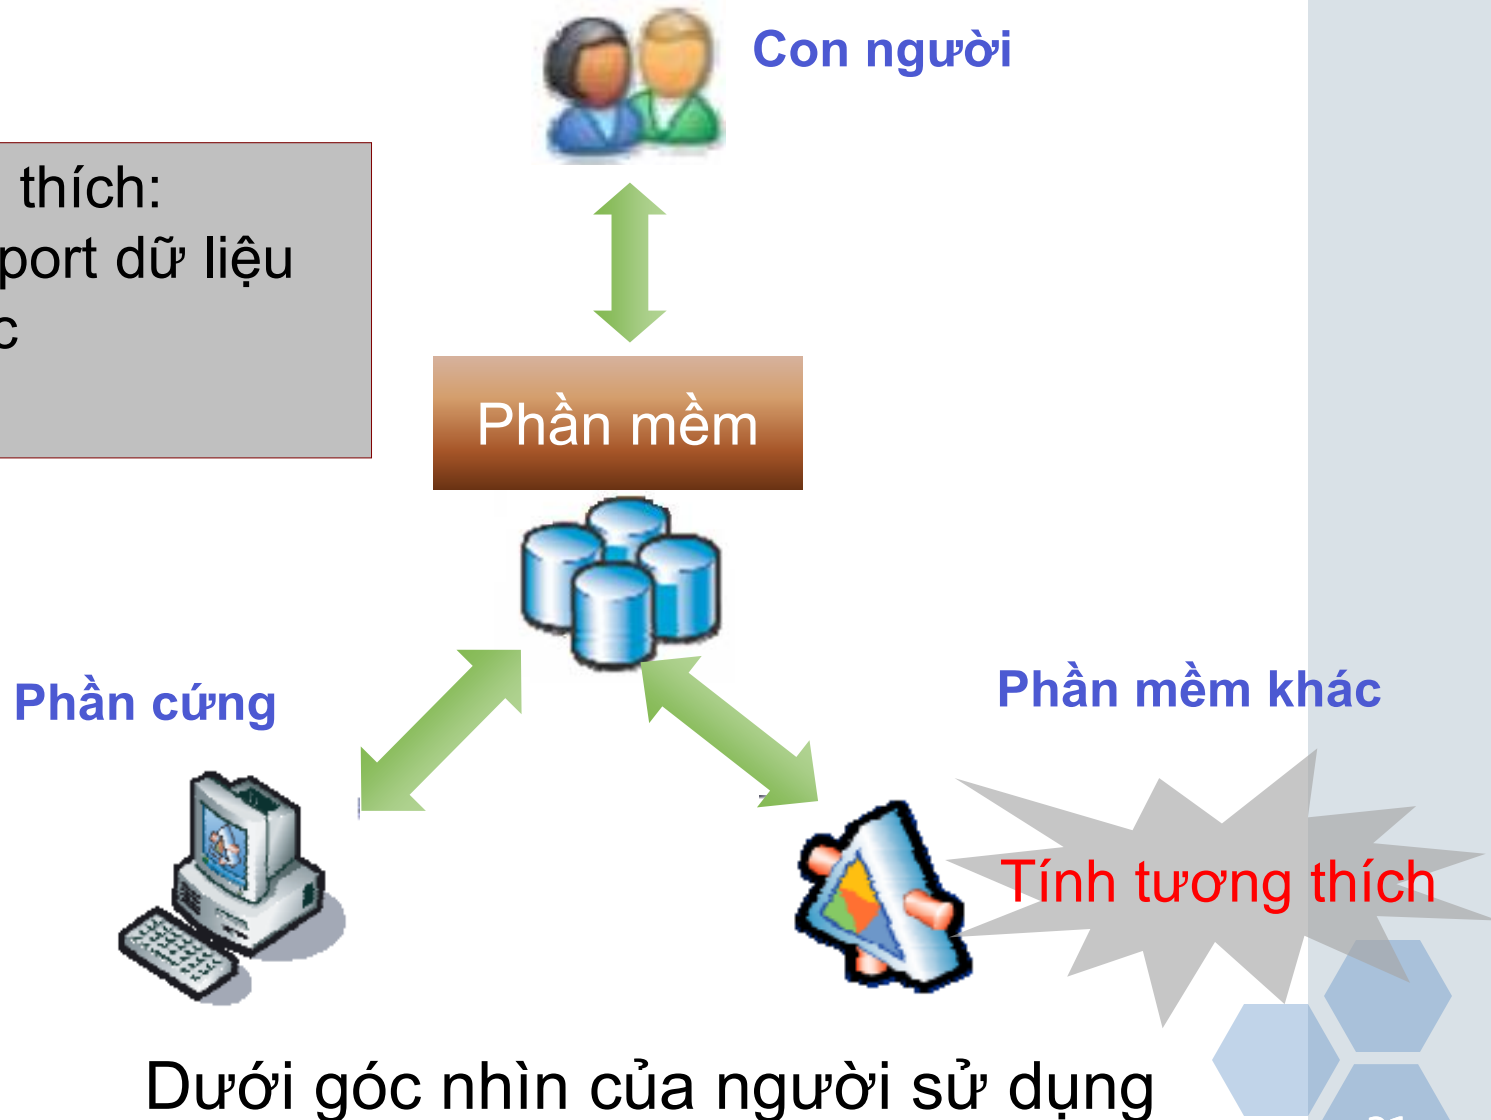 Con người
thích:
port dữ liệu
c
Phần mềm
Phần cứng
Phần mềm khác
Tính tương thích
Dưới góc nhìn của người sử dụng